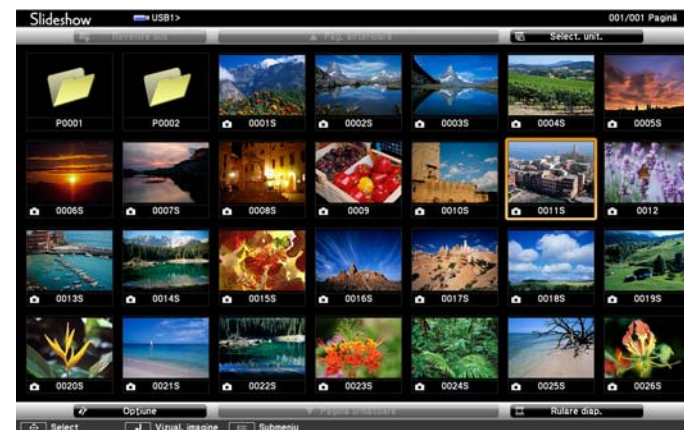 Slideshow USB1> 001/001 Pagină
Revenire sus Pag. anterioară Select. unit.
P0001 P0002 0001S 0002S 0003S 0004S 0005S
0006S 0007S 0008S 0009 0010S 0011S 0012
0013S 0014S 0015S 0016S 0017S 0018S 0019S
0020S 0021S 0022S 0023S 0024S 0025S 0026S
Opţiune Pagina următoare Rulare diap.
Select Vizual. imagine Submeniu